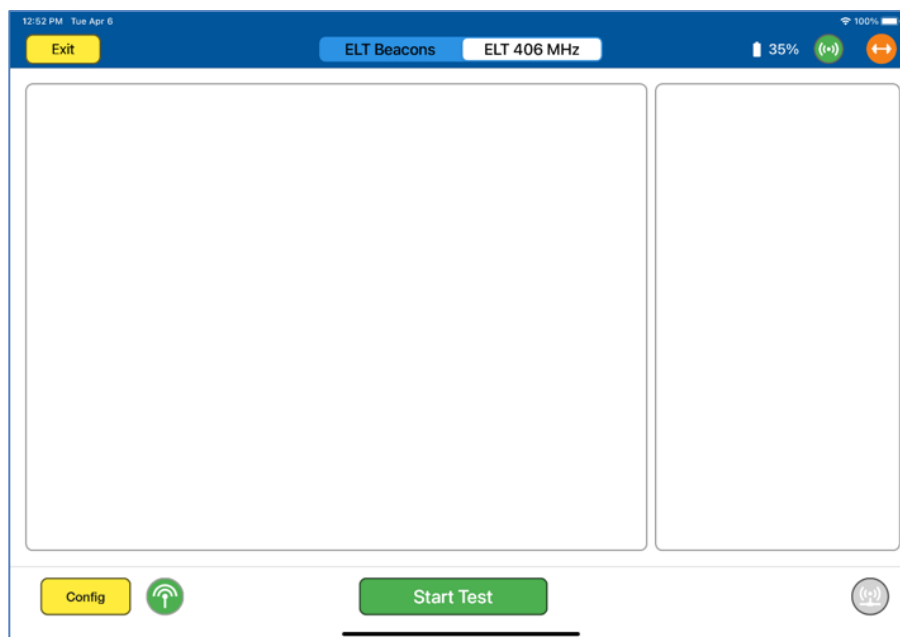 12:52 PM Tue Apr 6
100%
Exit
ELT Beacons
ELT 406 MHz
35%
Config
Start Test